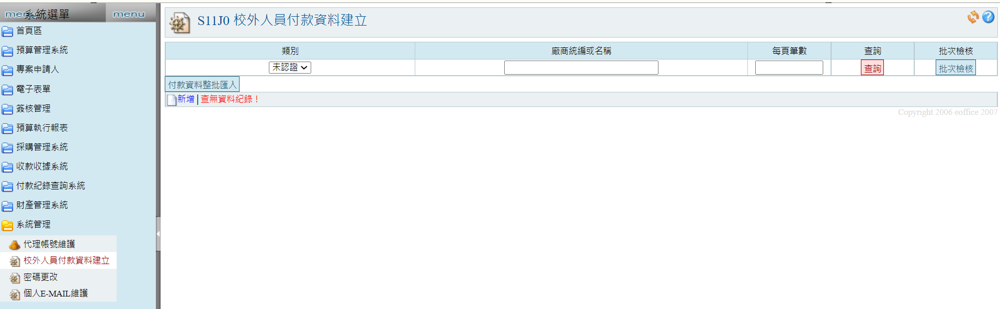 menu 系統選單 menu
首頁區
預算管理系統
專案申請人
電子表單
簽核管理
預算執行報表
採購管理系統
收款收據系統
付款紀錄查詢系統
財產管理系統
系統管理
代理帳號維護
校外人員付款資料建立
密碼更改
個人E-MAIL維護
S11J0 校外人員付款資料建立
類別 廠商統編或名稱 每頁筆數 查詢 批次檢核
未認證 查詢 批次檢核
付款資料整批匯入
新增 | 查無資料紀錄！
Copyright 2006 eoffice 2007